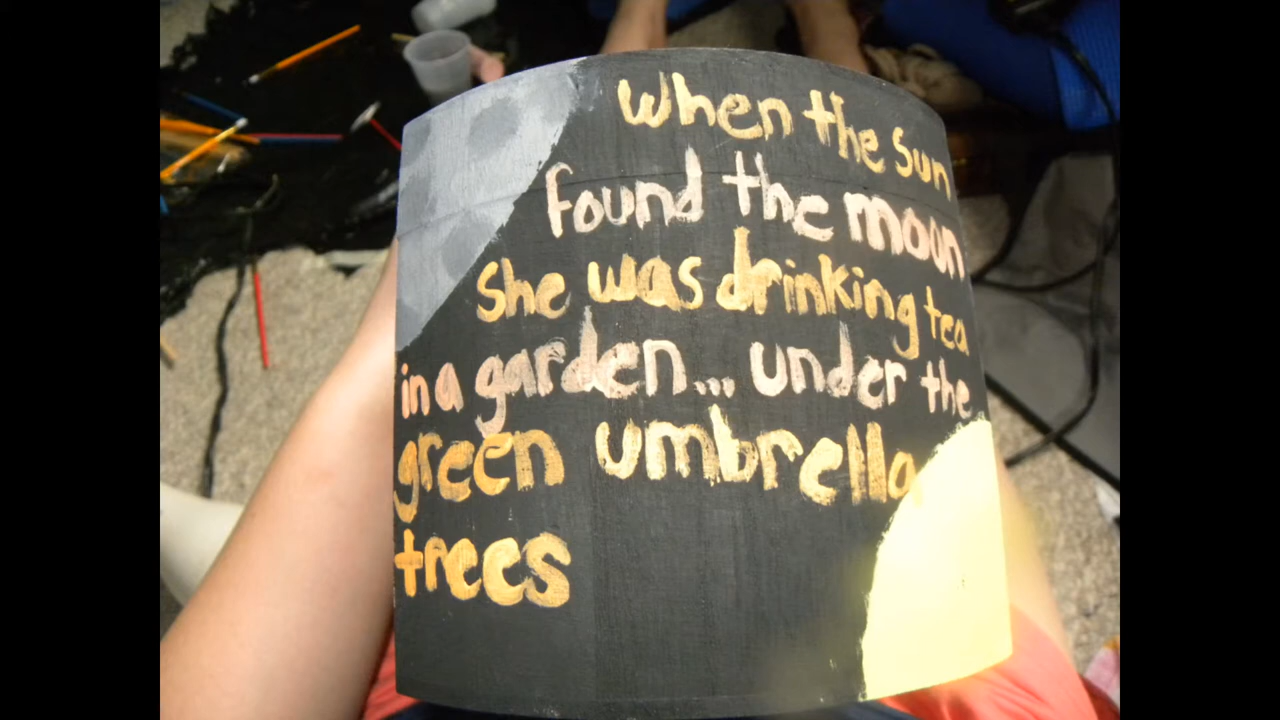 When the sun
found the moon
She was drinking tea
in a garden... under the
green umbrella
trees